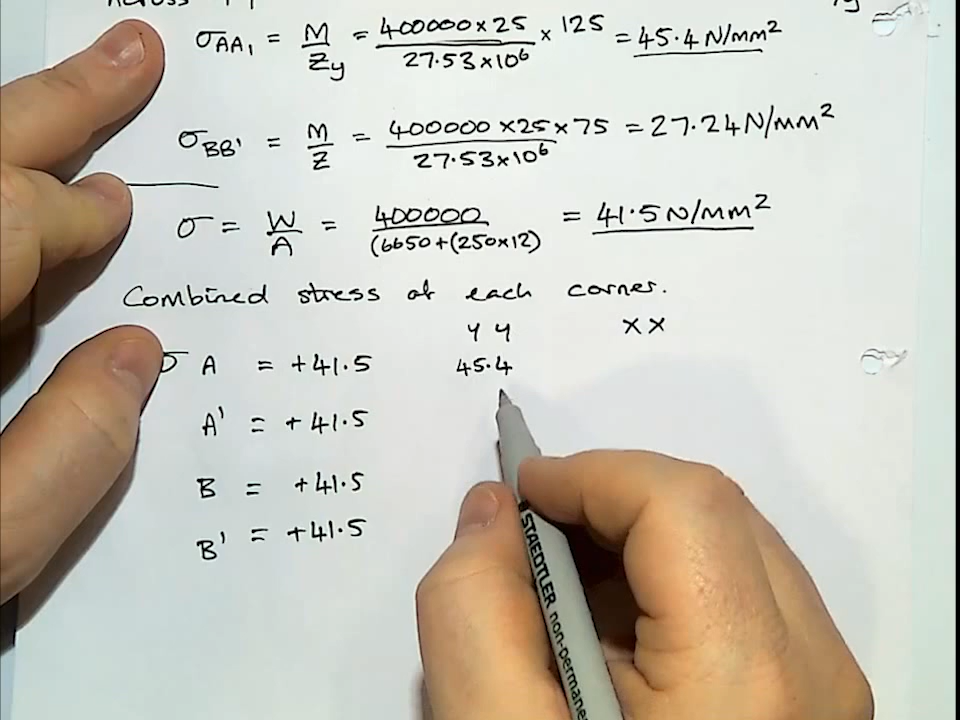 σAA₁ = M/Zy = 400000×25/27.53×10⁶ × 125 = 45.4 N/mm²
σBB' = M/Z = 400000×25×75/27.53×10⁶ = 27.24 N/mm²
σ = W/A = 400000/(6650+(250×12) = 41.5 N/mm²
Combined stress at each corner.
YY XX
σ A = +41.5 45.4
A' = +41.5
B = +41.5
B' = +41.5
STAEDTLER non-permane